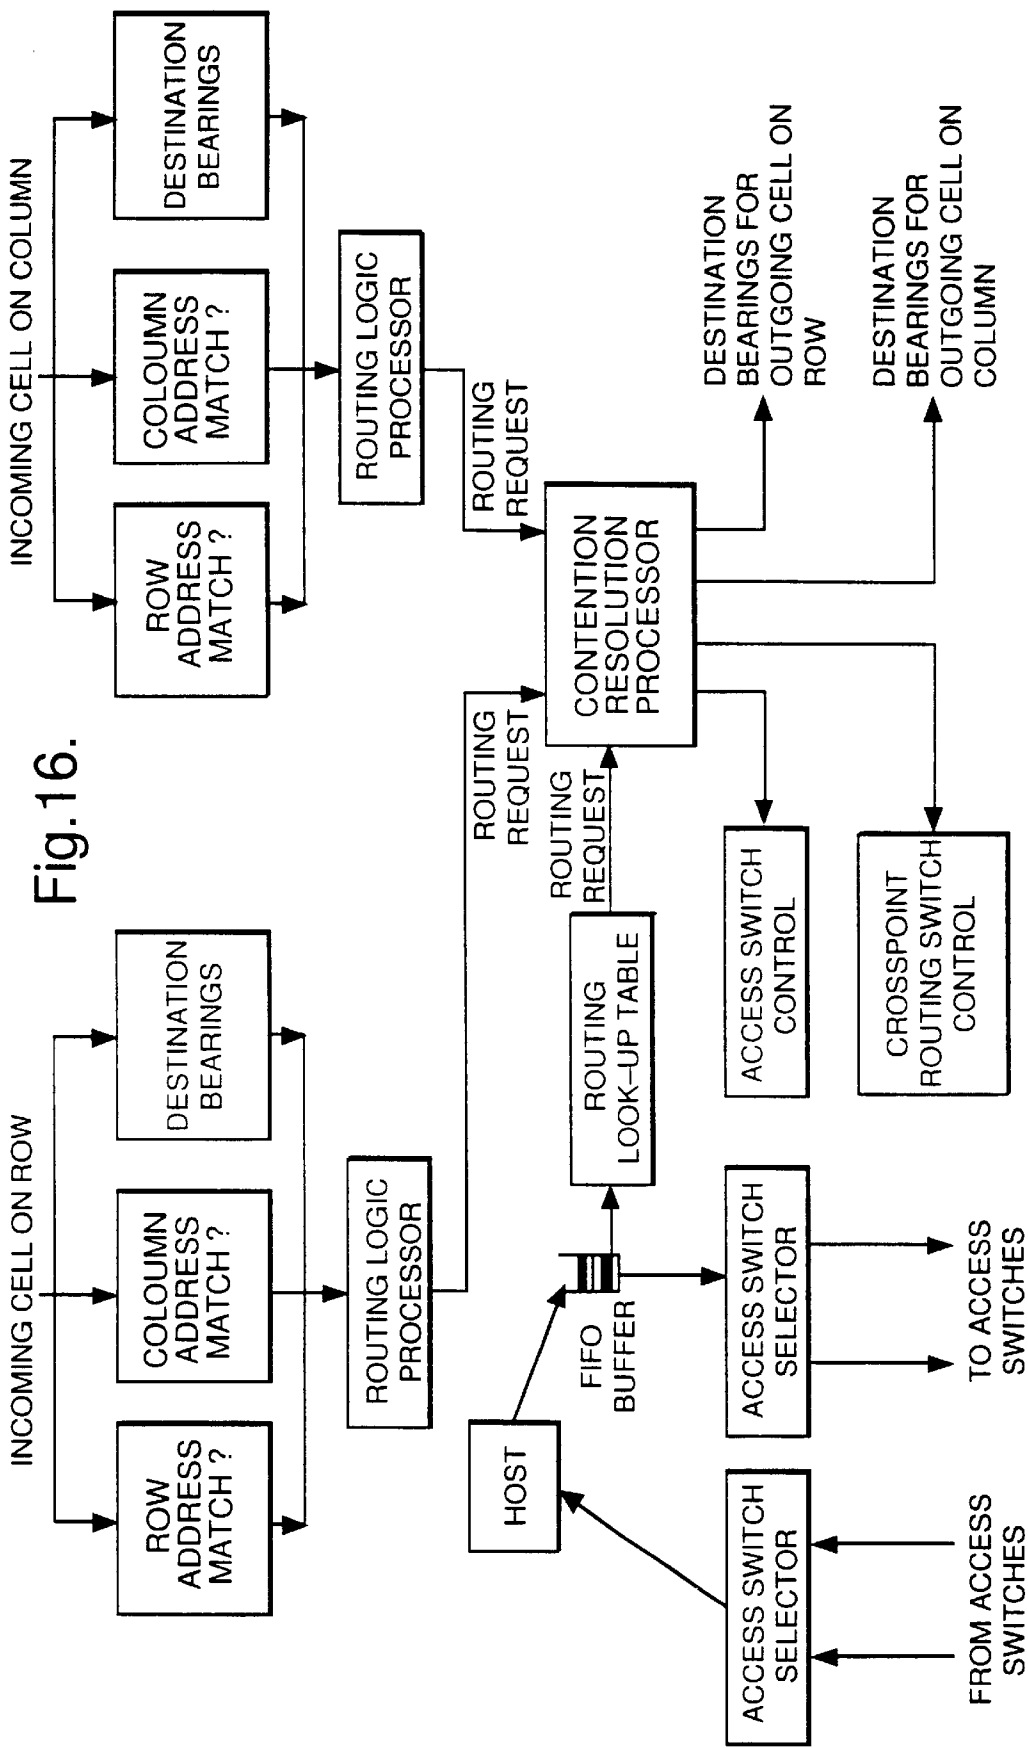 Fig.16.
INCOMING CELL ON ROW
ROW
ADDRESS
MATCH ?
COLOUMN
ADDRESS
MATCH ?
DESTINATION
BEARINGS
ROUTING LOGIC
PROCESSOR
INCOMING CELL ON COLUMN
ROW
ADDRESS
MATCH ?
COLOUMN
ADDRESS
MATCH ?
DESTINATION
BEARINGS
ROUTING LOGIC
PROCESSOR
ROUTING
REQUEST
ROUTING
REQUEST
HOST
FIFO
BUFFER
ROUTING
LOOK-UP TABLE
ROUTING
REQUEST
CONTENTION
RESOLUTION
PROCESSOR
ACCESS SWITCH
SELECTOR
ACCESS SWITCH
SELECTOR
ACCESS SWITCH
CONTROL
DESTINATION
BEARINGS FOR
OUTGOING CELL ON
ROW
CROSSPOINT
ROUTING SWITCH
CONTROL
DESTINATION
BEARINGS FOR
OUTGOING CELL ON
COLUMN
FROM ACCESS
SWITCHES
TO ACCESS
SWITCHES